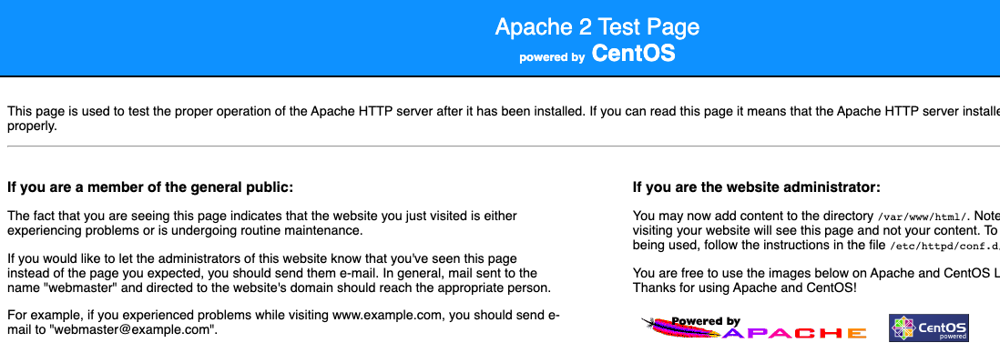 Apache 2 Test Page
powered by CentOS
This page is used to test the proper operation of the Apache HTTP server after it has been installed. If you can read this page it means that the Apache HTTP server installe
properly.
If you are a member of the general public:
The fact that you are seeing this page indicates that the website you just visited is either
experiencing problems or is undergoing routine maintenance.
If you would like to let the administrators of this website know that you've seen this page
instead of the page you expected, you should send them e-mail. In general, mail sent to the
name "webmaster" and directed to the website's domain should reach the appropriate person.
For example, if you experienced problems while visiting www.example.com, you should send e-
mail to "webmaster@example.com".
If you are the website administrator:
You may now add content to the directory /var/www/html/. Note
visiting your website will see this page and not your content. To
being used, follow the instructions in the file /etc/httpd/conf.d
You are free to use the images below on Apache and CentOS L
Thanks for using Apache and CentOS!
Powered by
APACHE
CentOS
powered